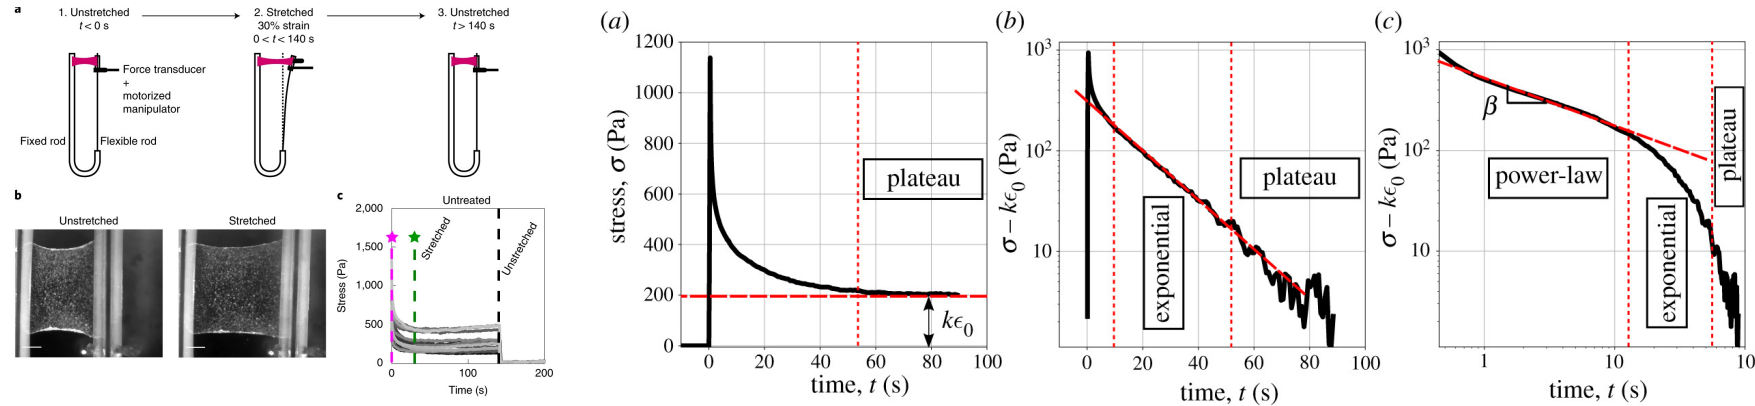 a
1. Unstretched
t < 0 s
2. Stretched
30% strain
0 < t < 140 s
3. Unstretched
t > 140 s
Force transducer
+
motorized
manipulator
Fixed rod
Flexible rod
b
Unstretched
Stretched
c
Untreated
Stretched
Unstretched
2,000
1,500
1,000
500
0
Stress (Pa)
0
100
200
Time (s)
(a)
1200
1000
800
600
400
200
0
stress, σ (Pa)
plateau
kϵ0
0
20
40
60
80
100
time, t (s)
(b)
10³
10²
10
σ – kϵ0 (Pa)
exponential
plateau
0
20
40
60
80
100
time, t (s)
(c)
10³
10²
10
σ – kϵ0 (Pa)
β
power-law
exponential
plateau
1
10
10
time, t (s)